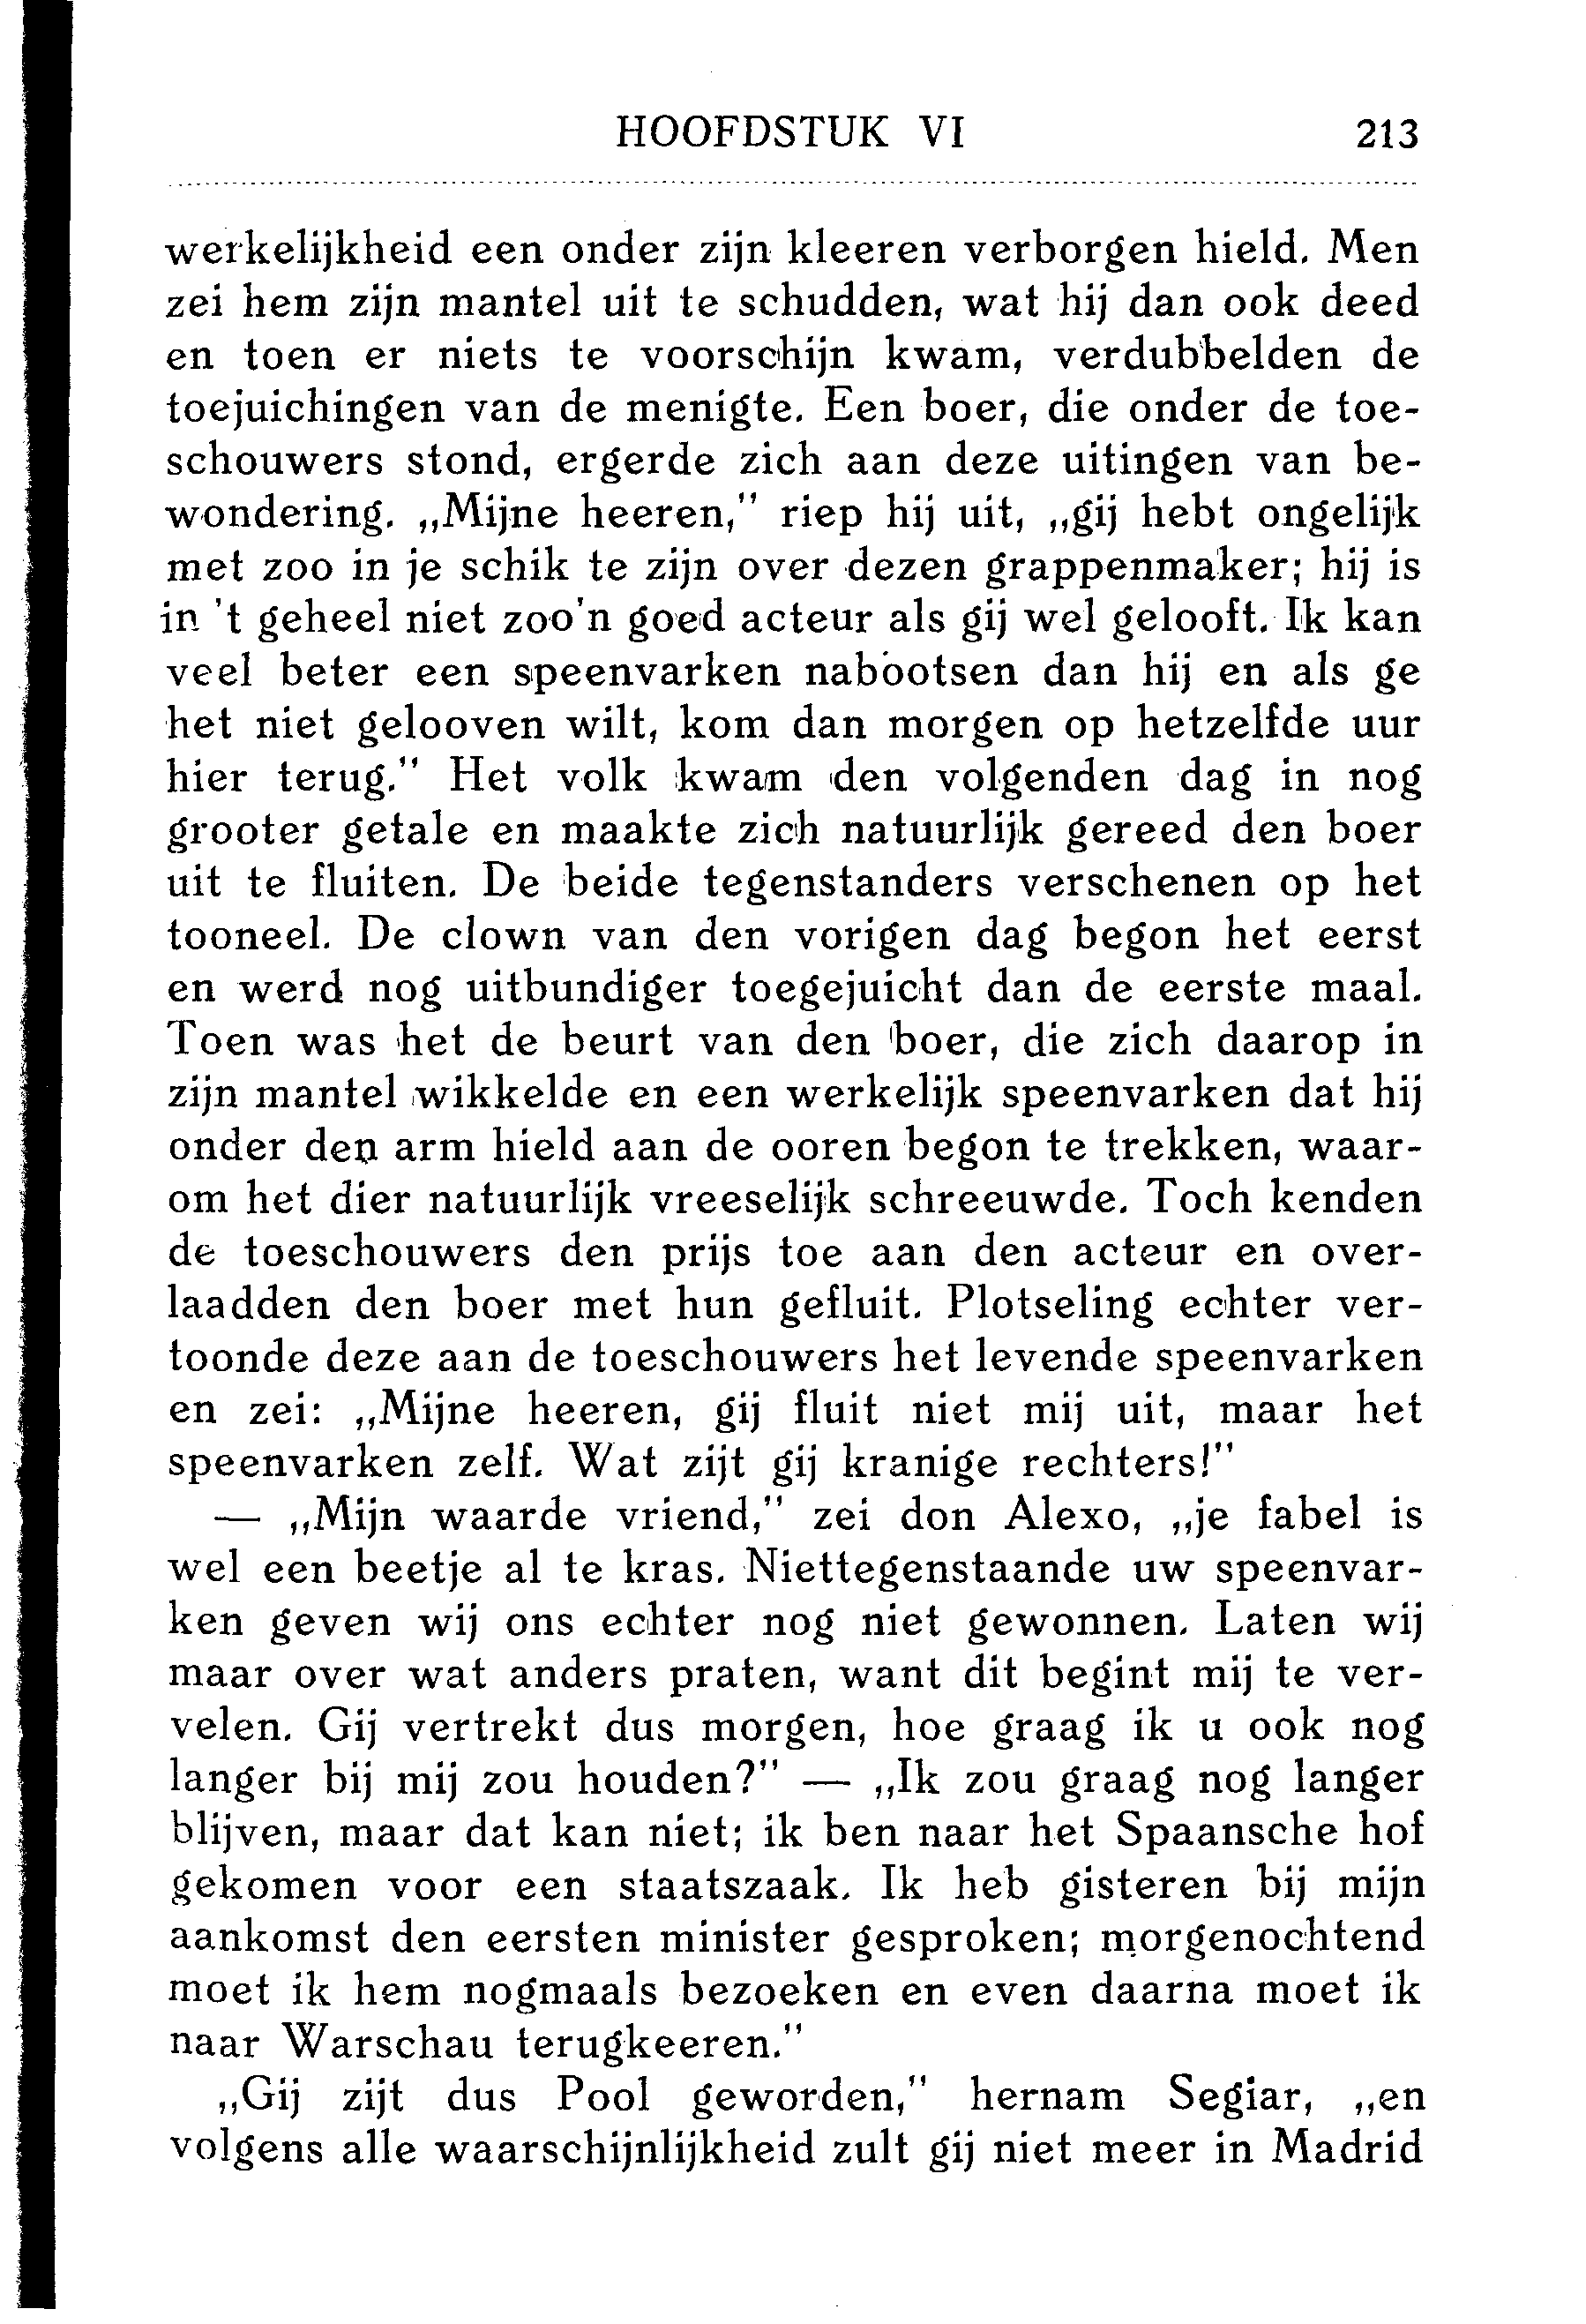 HOOFDSTUK VI 213
werkelijkheid een onder zijn kleeren verborgen hield. Men
zei hem zijn mantel uit te schudden, wat hij dan ook deed
en toen er niets te voorschijn kwam, verdubbelden de
toejuichingen van de menigte. Een boer, die onder de toe-
schouwers stond, ergerde zich aan deze uitingen van be-
wondering. „Mijne heeren," riep hij uit, „gij hebt ongelijk
met zoo in je schik te zijn over dezen grappenmaker; hij is
in 't geheel niet zoo'n goed acteur als gij wel gelooft. Ik kan
veel beter een speenvarken nabootsen dan hij en als ge
het niet gelooven wilt, kom dan morgen op hetzelfde uur
hier terug." Het volk kwam den volgenden dag in nog
grooter getale en maakte zich natuurlijk gereed den boer
uit te fluiten. De beide tegenstanders verschenen op het
tooneel. De clown van den vorigen dag begon het eerst
en werd nog uitbundiger toegejuicht dan de eerste maal.
Toen was het de beurt van den boer, die zich daarop in
zijn mantel wikkelde en een werkelijk speenvarken dat hij
onder den arm hield aan de ooren begon te trekken, waar-
om het dier natuurlijk vreeselijk schreeuwde. Toch kenden
de toeschouwers den prijs toe aan den acteur en over-
laadden den boer met hun gefluit. Plotseling echter ver-
toonde deze aan de toeschouwers het levende speenvarken
en zei: „Mijne heeren, gij fluit niet mij uit, maar het
speenvarken zelf. Wat zijt gij kranige rechters!"
— „Mijn waarde vriend," zei don Alexo, „je fabel is
wel een beetje al te kras. Niettegenstaande uw speenvar-
ken geven wij ons echter nog niet gewonnen. Laten wij
maar over wat anders praten, want dit begint mij te ver-
velen. Gij vertrekt dus morgen, hoe graag ik u ook nog
langer bij mij zou houden?" — „Ik zou graag nog langer
blijven, maar dat kan niet; ik ben naar het Spaansche hof
gekomen voor een staatszaak. Ik heb gisteren bij mijn
aankomst den eersten minister gesproken; morgenochtend
moet ik hem nogmaals bezoeken en even daarna moet ik
naar Warschau terugkeeren."
„Gij zijt dus Pool geworden," hernam Segiar, „en
volgens alle waarschijnlijkheid zult gij niet meer in Madrid